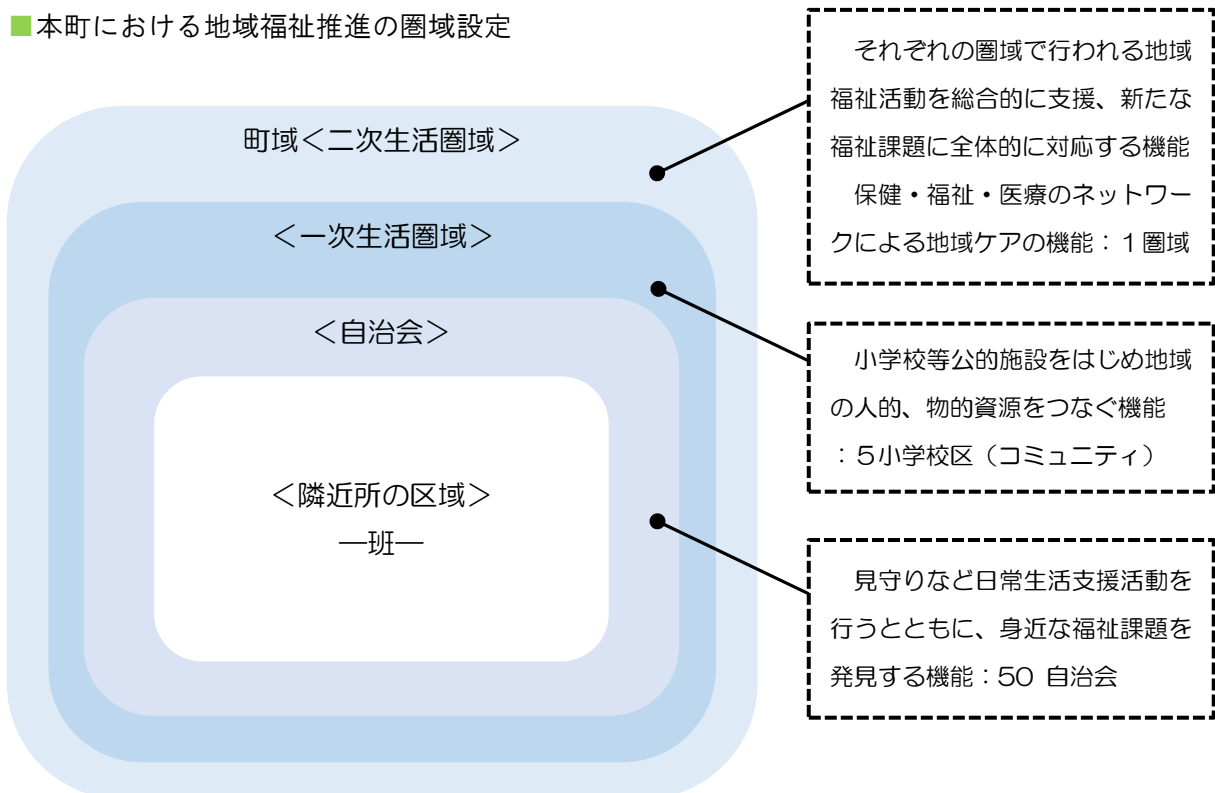 ■本町における地域福祉推進の圏域設定
町域＜二次生活圏域＞
＜一次生活圏域＞
＜自治会＞
＜隣近所の区域＞
―班―
それぞれの圏域で行われる地域
福祉活動を総合的に支援、新たな
福祉課題に全体的に対応する機能
保健・福祉・医療のネットワー
クによる地域ケアの機能：１圏域
小学校等公的施設をはじめ地域
の人的、物的資源をつなぐ機能
：５小学校区（コミュニティ）
見守りなど日常生活支援活動を
行うとともに、身近な福祉課題を
発見する機能：50 自治会